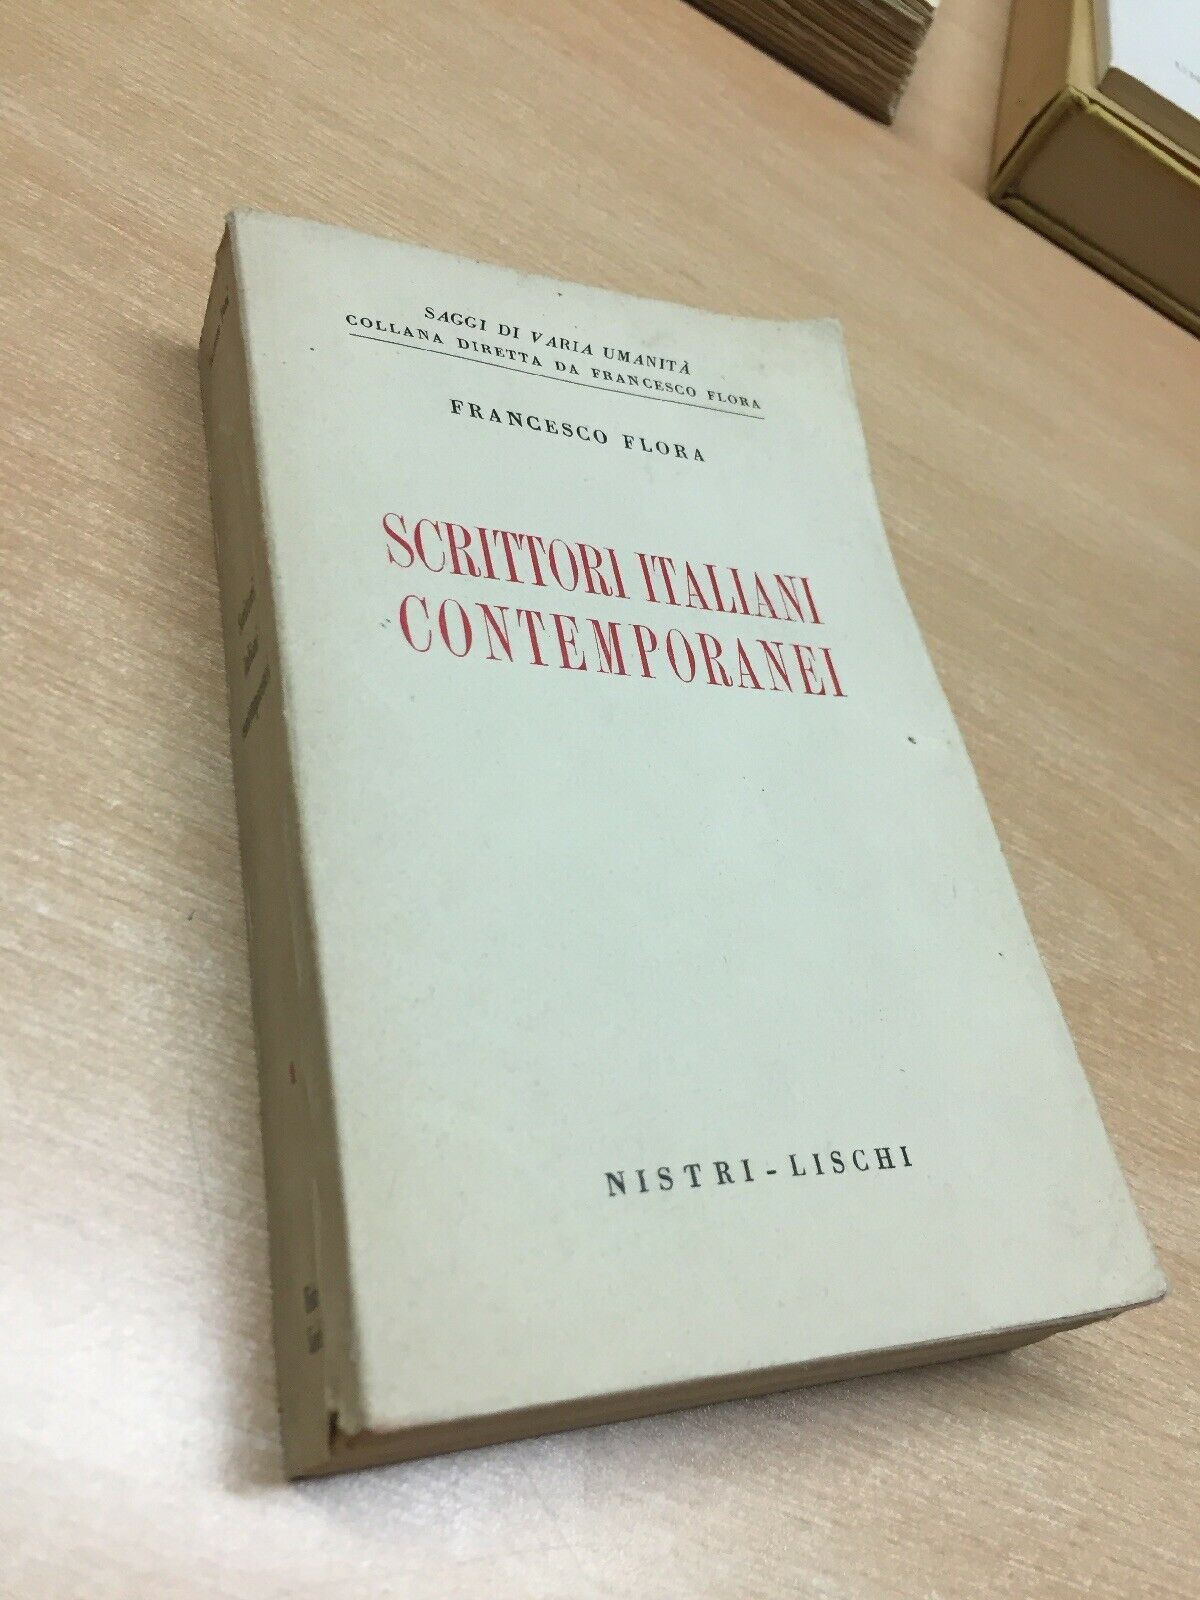 SAGGI DI VARIA UMANITÀ
COLLANA DIRETTA DA FRANCESCO FLORA
FRANCESCO FLORA
SCRITTORI ITALIANI
CONTEMPORANEI
NISTRI - LISCHI